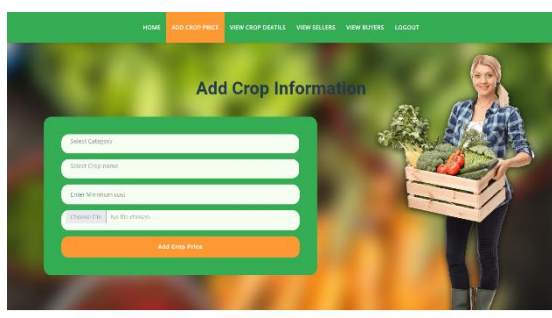 HOME ADD CROP PRICE VIEW CROP DEATILS VIEW SELLERS VIEW BUYERS LOGOUT
Add Crop Information
Select Category
Select Crop name
Enter Minimum cost
Choose File No file chosen
Add Crop Price